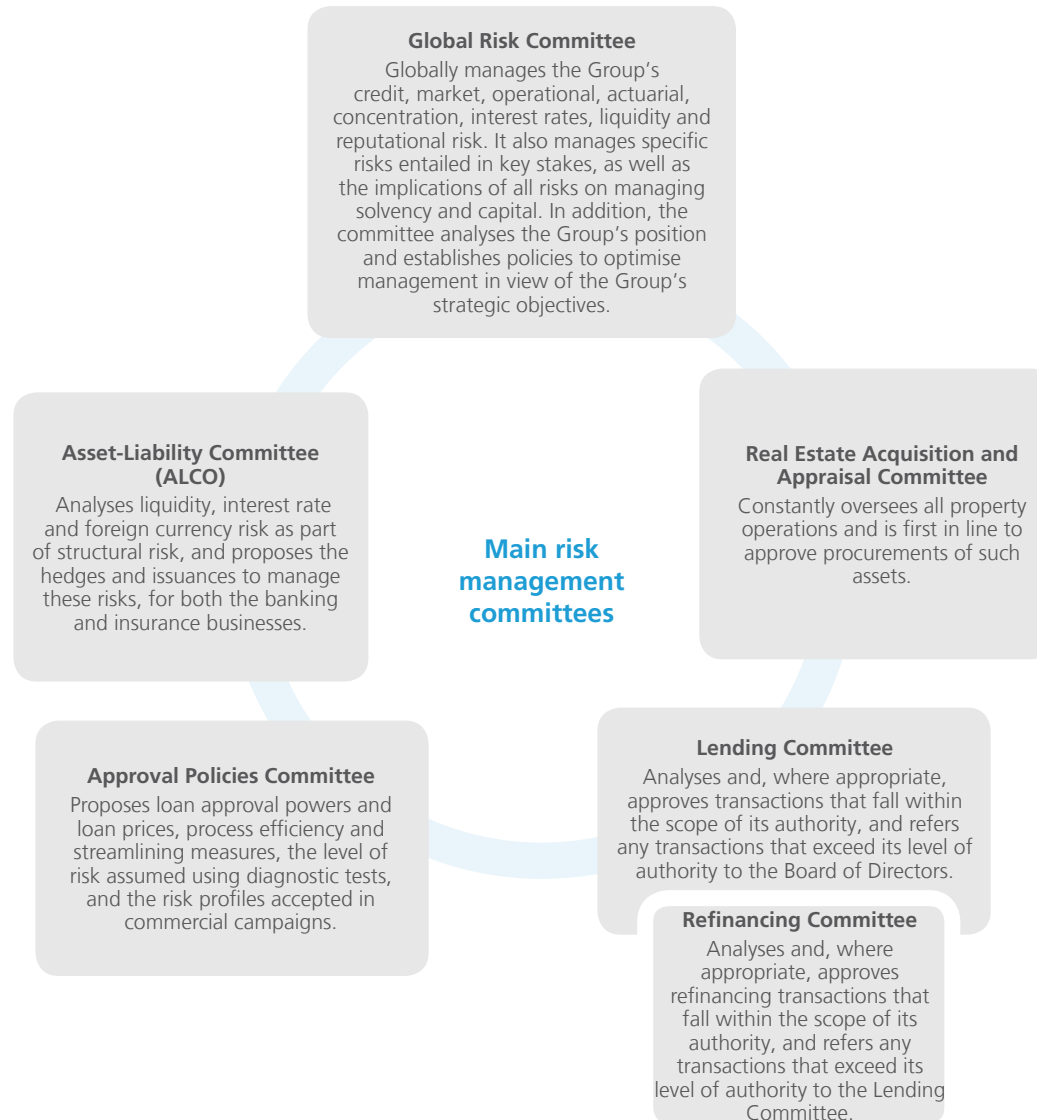 Global Risk Committee
Globally manages the Group's
credit, market, operational, actuarial,
concentration, interest rates, liquidity and
reputational risk. It also manages specific
risks entailed in key stakes, as well as
the implications of all risks on managing
solvency and capital. In addition, the
committee analyses the Group's position
and establishes policies to optimise
management in view of the Group's
strategic objectives.
Asset-Liability Committee
(ALCO)
Analyses liquidity, interest rate
and foreign currency risk as part
of structural risk, and proposes the
hedges and issuances to manage
these risks, for both the banking
and insurance businesses.
Main risk
management
committees
Real Estate Acquisition and
Appraisal Committee
Constantly oversees all property
operations and is first in line to
approve procurements of such
assets.
Approval Policies Committee
Proposes loan approval powers and
loan prices, process efficiency and
streamlining measures, the level of
risk assumed using diagnostic tests,
and the risk profiles accepted in
commercial campaigns.
Lending Committee
Analyses and, where appropriate,
approves transactions that fall within
the scope of its authority, and refers
any transactions that exceed its level of
authority to the Board of Directors.
Refinancing Committee
Analyses and, where
appropriate, approves
refinancing transactions that
fall within the scope of its
authority, and refers any
transactions that exceed its
level of authority to the Lending
Committee.